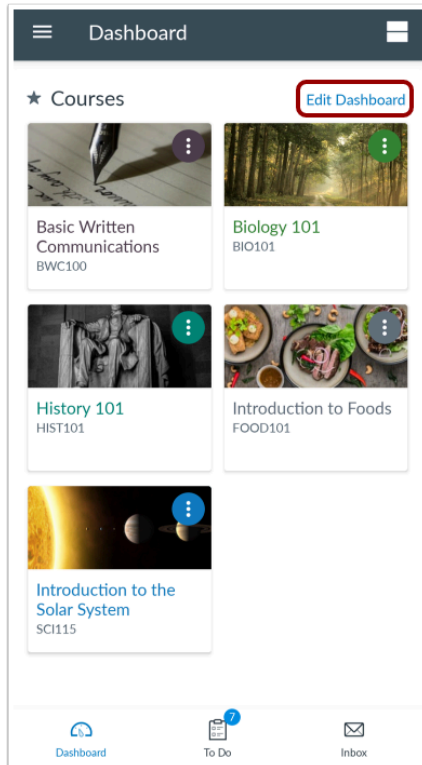 Dashboard
★ Courses
Edit Dashboard
Basic Written
Communications
BWC100
Biology 101
BIO101
History 101
HIST101
Introduction to Foods
FOOD101
Introduction to the
Solar System
SCI115
7
Dashboard
To Do
Inbox